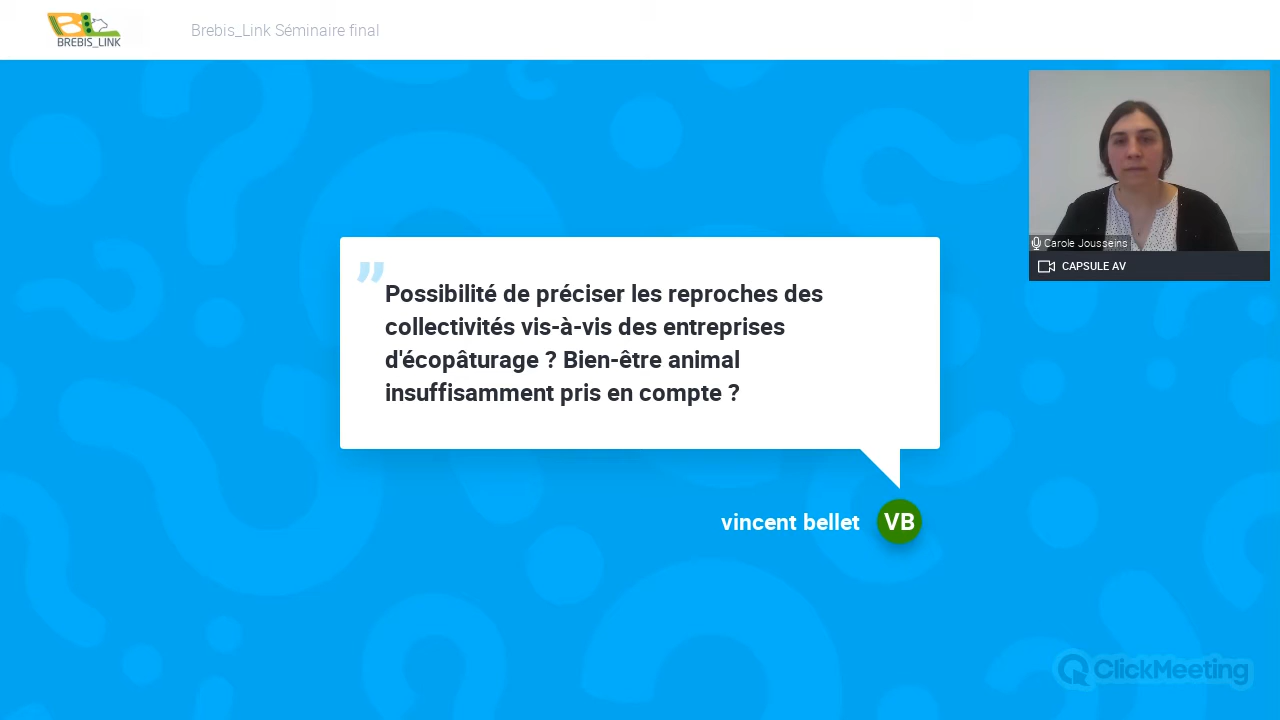 BREBIS_LINK
Brebis_Link Séminaire final
Carole Jousseins
CAPSULE AV
Possibilité de préciser les reproches des
collectivités vis-à-vis des entreprises
d'écopâturage ? Bien-être animal
insuffisamment pris en compte ?
vincent bellet
VB
ClickMeeting